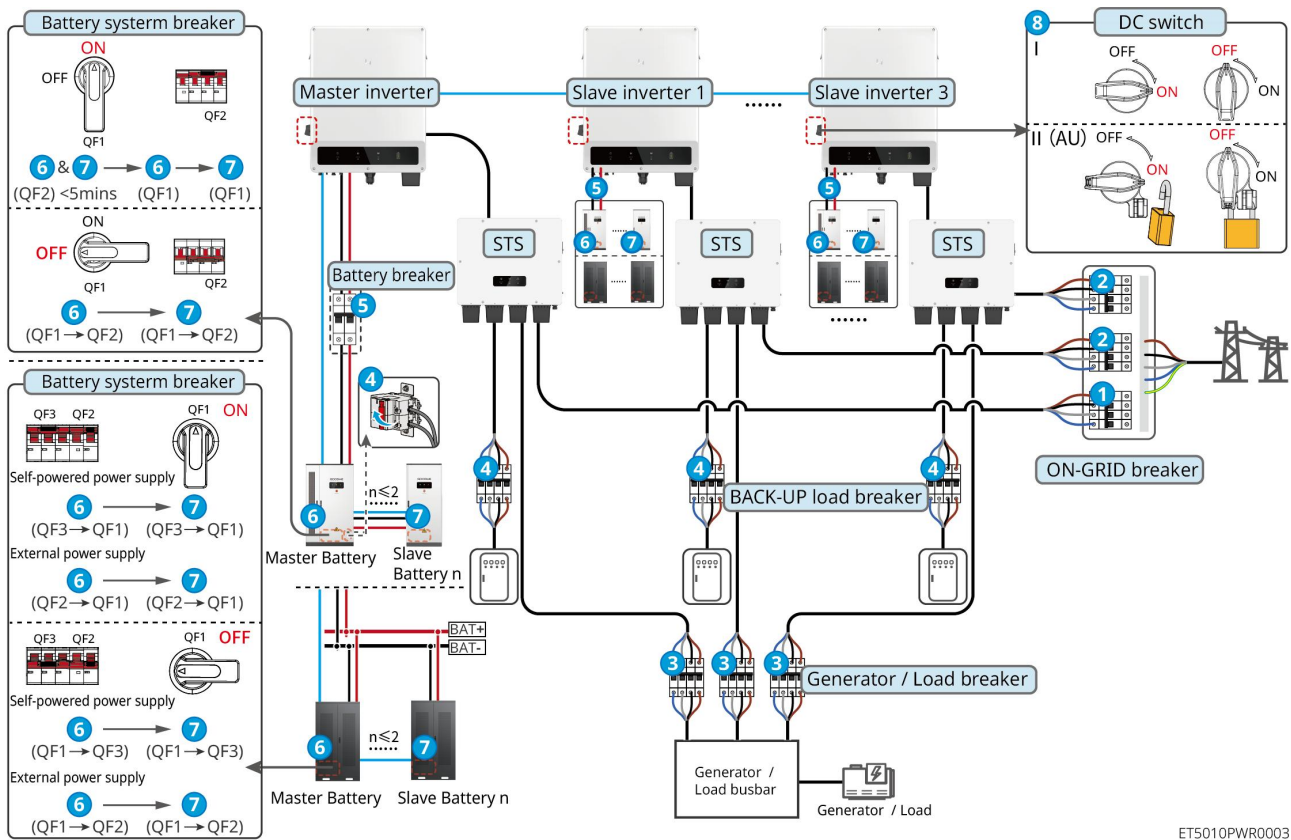 Battery systerm breaker
ON
OFF
QF1
QF2
6 & 7 6 7
(QF2) <5mins (QF1) (QF1)
ON
OFF
QF1
QF2
6 7
(QF1→QF2) (QF1→QF2)
Battery systerm breaker
QF3 QF2
QF1 ON
Self-powered power supply
6 7
(QF3→QF1) (QF3→QF1)
External power supply
6 7
(QF2→QF1) (QF2→QF1)
QF3 QF2
QF1 OFF
Self-powered power supply
6 7
(QF1→QF3) (QF1→QF3)
External power supply
6 7
(QF1→QF2) (QF1→QF2)
Master inverter
Slave inverter 1
......
Slave inverter 3
8 DC switch
I
OFF
ON
OFF
ON
II (AU)
OFF
ON
OFF
ON
5
5
6 ...... 7
......
6 ...... 7
......
......
STS
STS
STS
Battery breaker
5
4
2
2
1
ON-GRID breaker
4
4
4
BACK-UP load breaker
n≤2
......
6
7
Master Battery
Slave
Battery n
BAT+
BAT-
3
3
3
Generator / Load breaker
n≤2
......
6
7
Master Battery
Slave Battery n
Generator /
Load busbar
Generator / Load
ET5010PWR0003